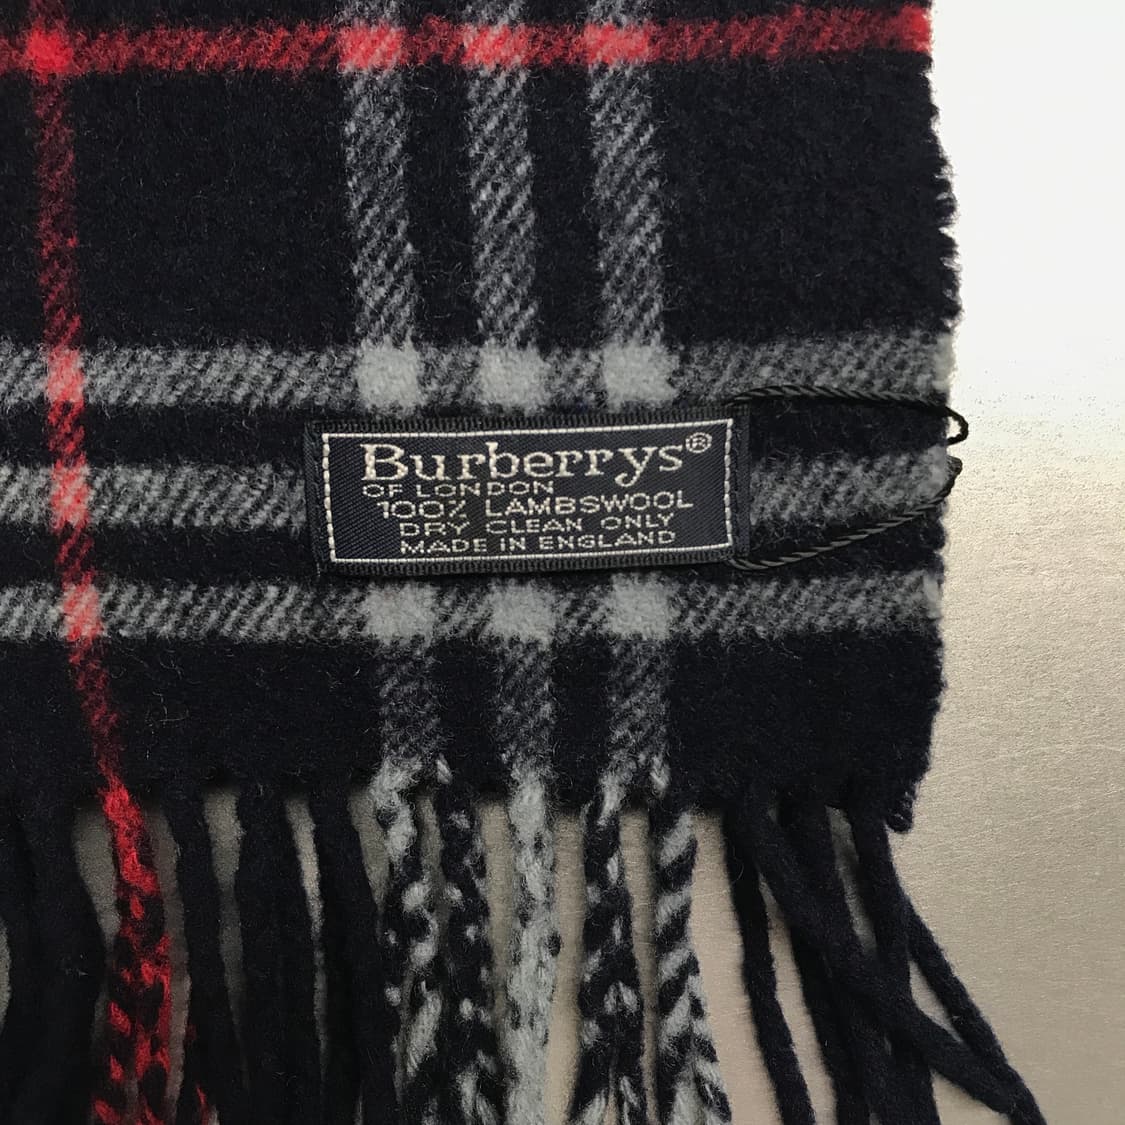 Burberrys®
OF LONDON
100% LAMBSWOOL
DRY CLEAN ONLY
MADE IN ENGLAND